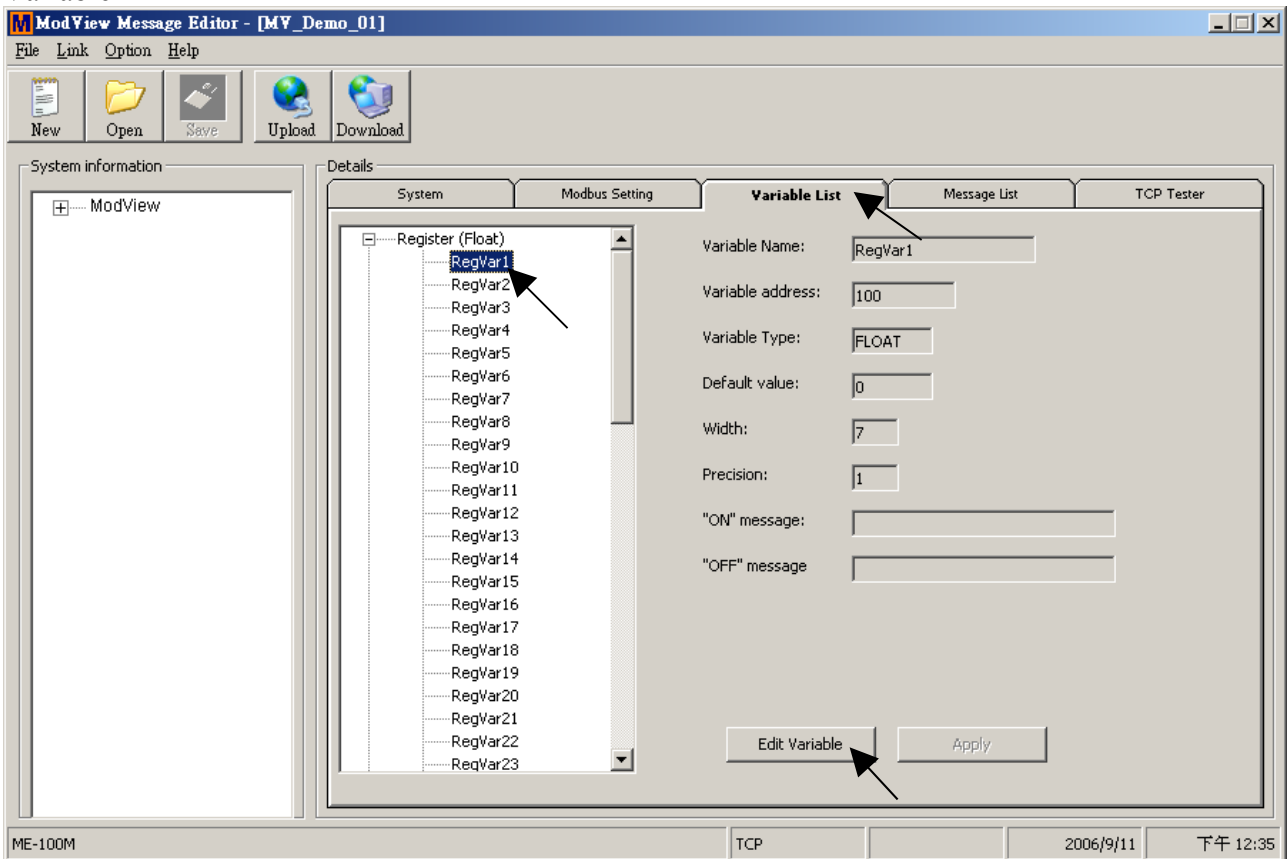 ModView Message Editor - [MV_Demo_01]
File Link Option Help
New Open Save Upload Download
System information
ModView
Details
System Modbus Setting Variable List Message List TCP Tester
Register (Float)
RegVar1
RegVar2
RegVar3
RegVar4
RegVar5
RegVar6
RegVar7
RegVar8
RegVar9
RegVar10
RegVar11
RegVar12
RegVar13
RegVar14
RegVar15
RegVar16
RegVar17
RegVar18
RegVar19
RegVar20
RegVar21
RegVar22
RegVar23
Variable Name: RegVar1
Variable address: 100
Variable Type: FLOAT
Default value: 0
Width: 7
Precision: 1
"ON" message:
"OFF" message
Edit Variable Apply
ME-100M TCP 2006/9/11 下午 12:35